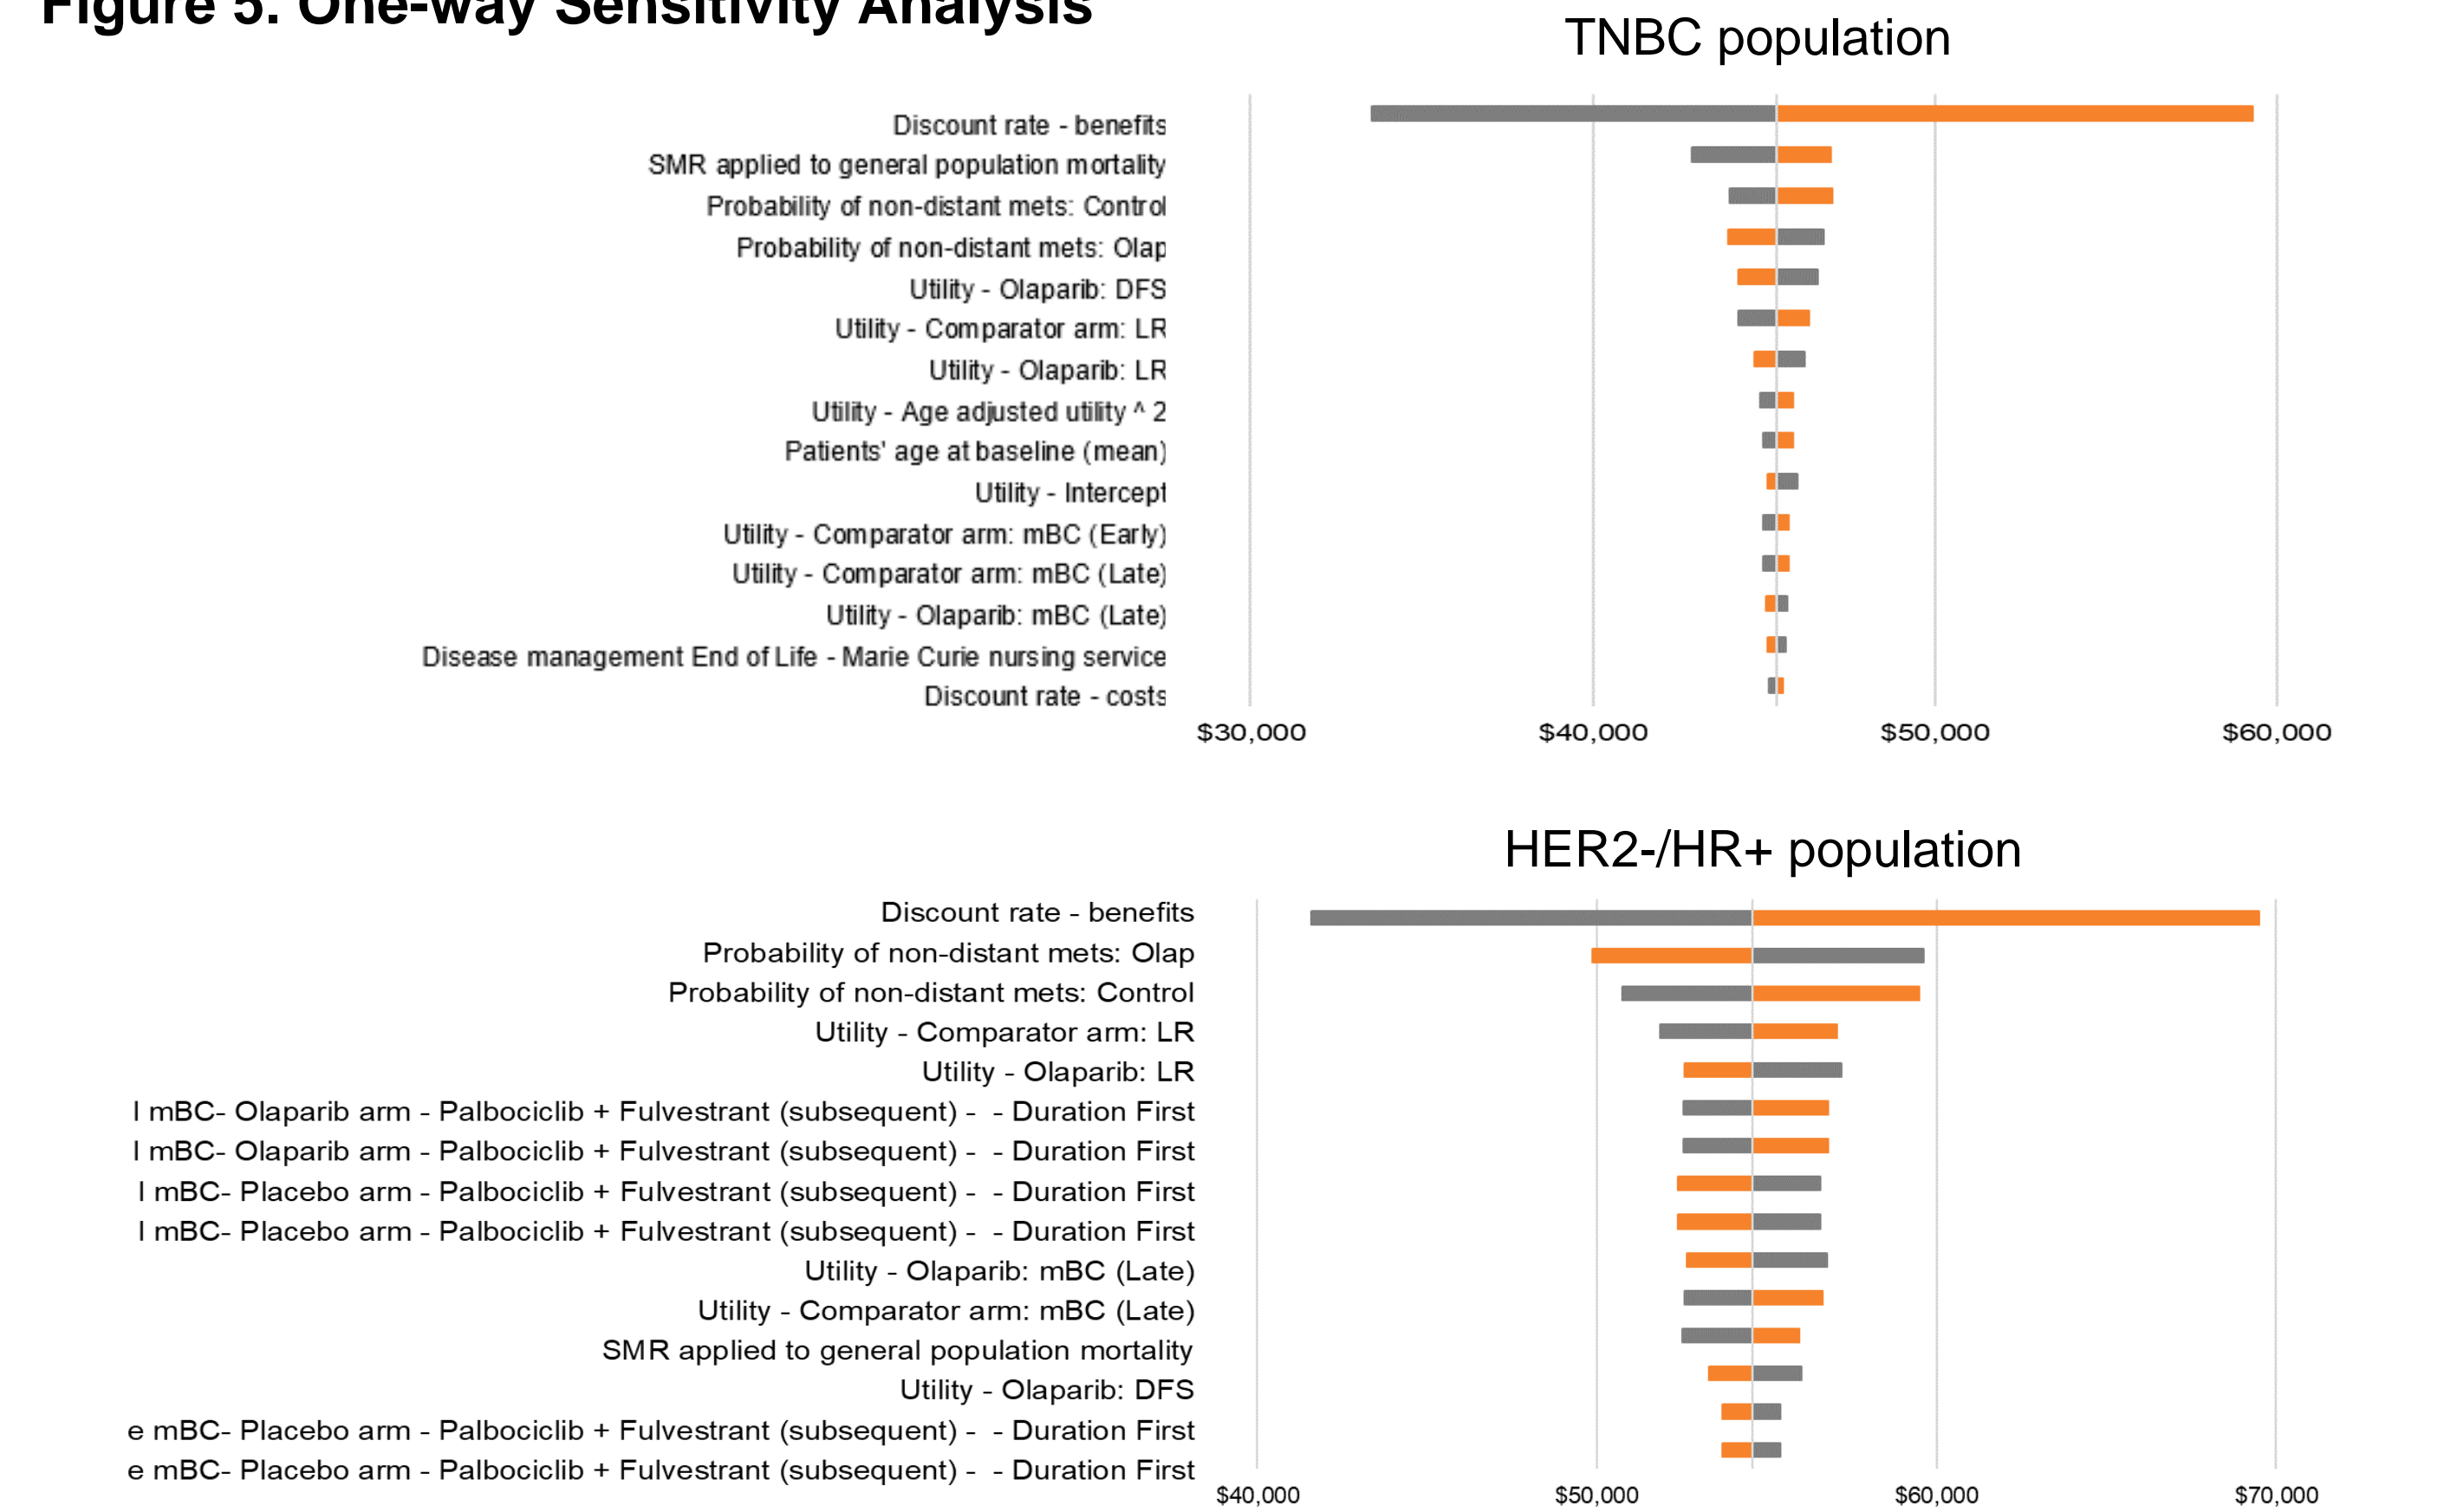 Figure 5. One-way Sensitivity Analysis
TNBC population
Discount rate - benefits
SMR applied to general population mortality
Probability of non-distant mets: Control
Probability of non-distant mets: Olap
Utility - Olaparib: DFS
Utility - Comparator arm: LR
Utility - Olaparib: LR
Utility - Age adjusted utility ^ 2
Patients' age at baseline (mean)
Utility - Intercept
Utility - Comparator arm: mBC (Early)
Utility - Comparator arm: mBC (Late)
Utility - Olaparib: mBC (Late)
Disease management End of Life - Marie Curie nursing service
Discount rate - costs
$30,000 $40,000 $50,000 $60,000
HER2-/HR+ population
Discount rate - benefits
Probability of non-distant mets: Olap
Probability of non-distant mets: Control
Utility - Comparator arm: LR
Utility - Olaparib: LR
l mBC- Olaparib arm - Palbociclib + Fulvestrant (subsequent) -  - Duration First
l mBC- Olaparib arm - Palbociclib + Fulvestrant (subsequent) -  - Duration First
l mBC- Placebo arm - Palbociclib + Fulvestrant (subsequent) -  - Duration First
l mBC- Placebo arm - Palbociclib + Fulvestrant (subsequent) -  - Duration First
Utility - Olaparib: mBC (Late)
Utility - Comparator arm: mBC (Late)
SMR applied to general population mortality
Utility - Olaparib: DFS
e mBC- Placebo arm - Palbociclib + Fulvestrant (subsequent) -  - Duration First
e mBC- Placebo arm - Palbociclib + Fulvestrant (subsequent) -  - Duration First
$40,000 $50,000 $60,000 $70,000